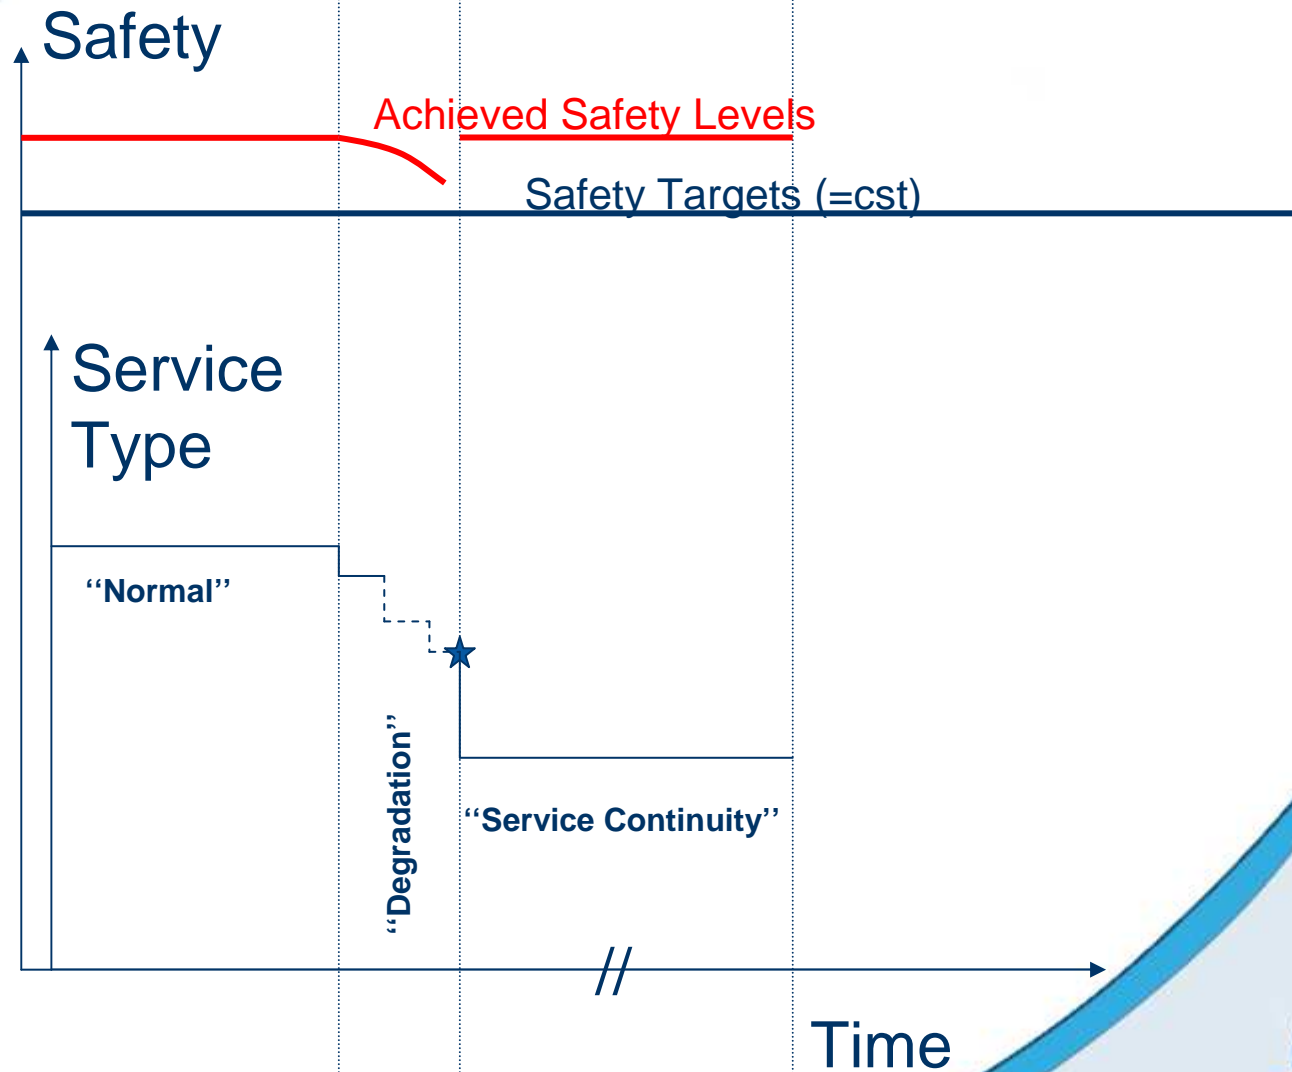 Safety
Achieved Safety Levels
Safety Targets (=cst)
Service
Type
‘‘Normal’’
‘‘Degradation’’
‘‘Service Continuity’’
//
Time